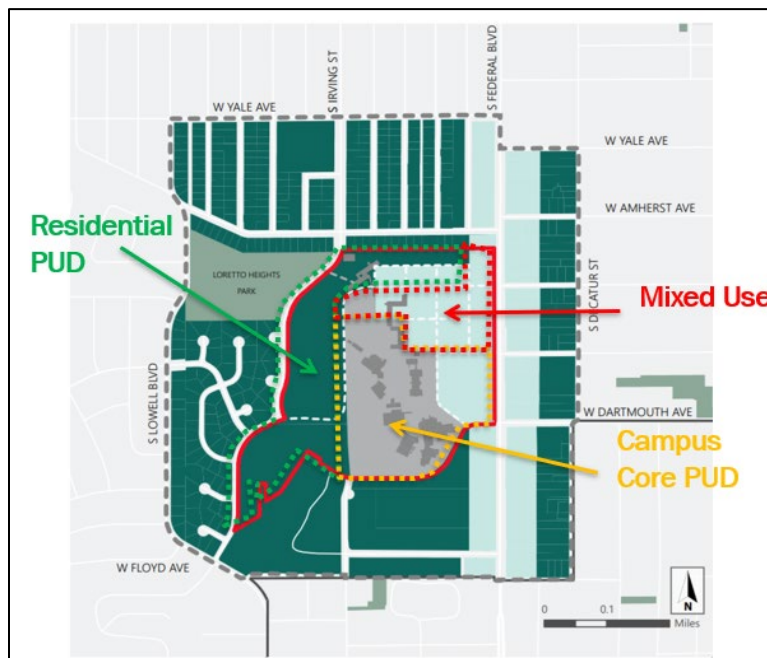 S IRVING ST
S FEDERAL BLVD
W YALE AVE
W YALE AVE
W AMHERST AVE
Residential
PUD
LORETTO HEIGHTS
PARK
Mixed Use
S DECATUR ST
S LOWELL BLVD
W DARTMOUTH AVE
Campus
Core PUD
W FLOYD AVE
N
0 0.1
Miles